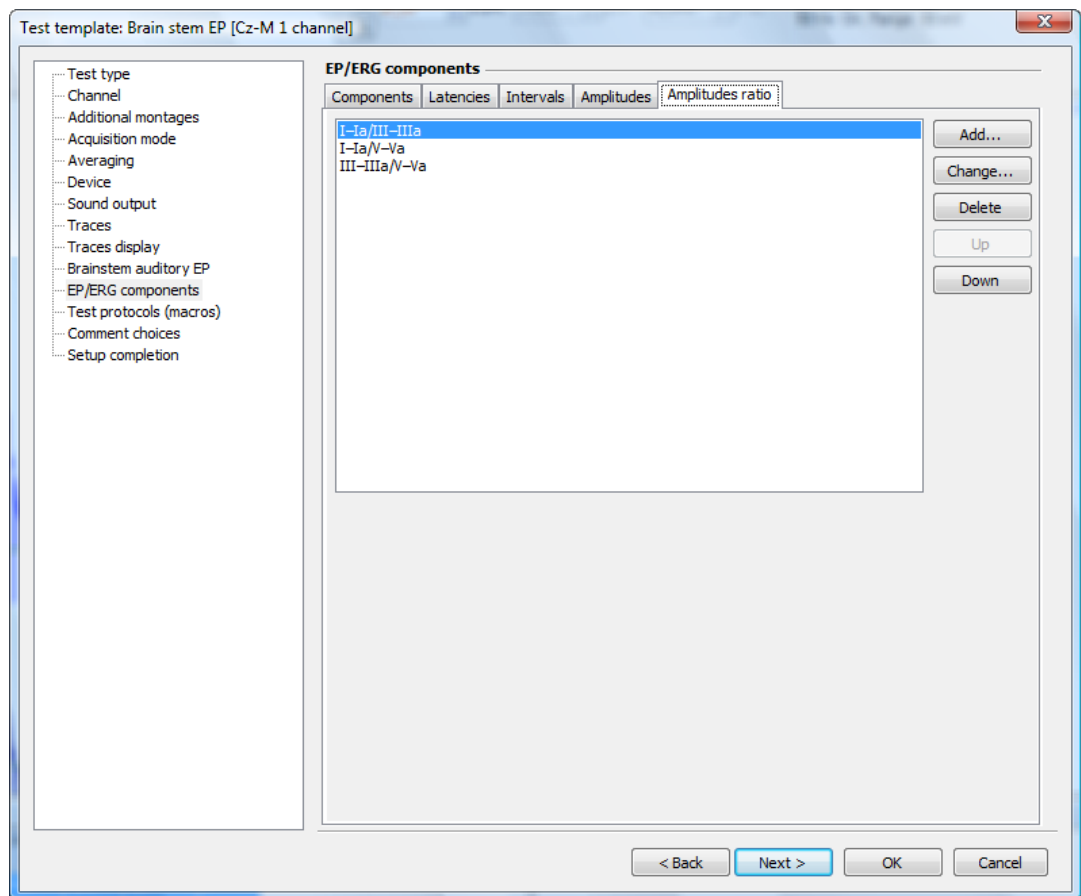 Test template: Brain stem EP [Cz-M 1 channel]
Test type
Channel
Additional montages
Acquisition mode
Averaging
Device
Sound output
Traces
Traces display
Brainstem auditory EP
EP/ERG components
Test protocols (macros)
Comment choices
Setup completion
EP/ERG components
Components Latencies Intervals Amplitudes Amplitudes ratio
I–Ia/III–IIIa
I–Ia/V–Va
III–IIIa/V–Va
Add...
Change...
Delete
Up
Down
< Back Next > OK Cancel